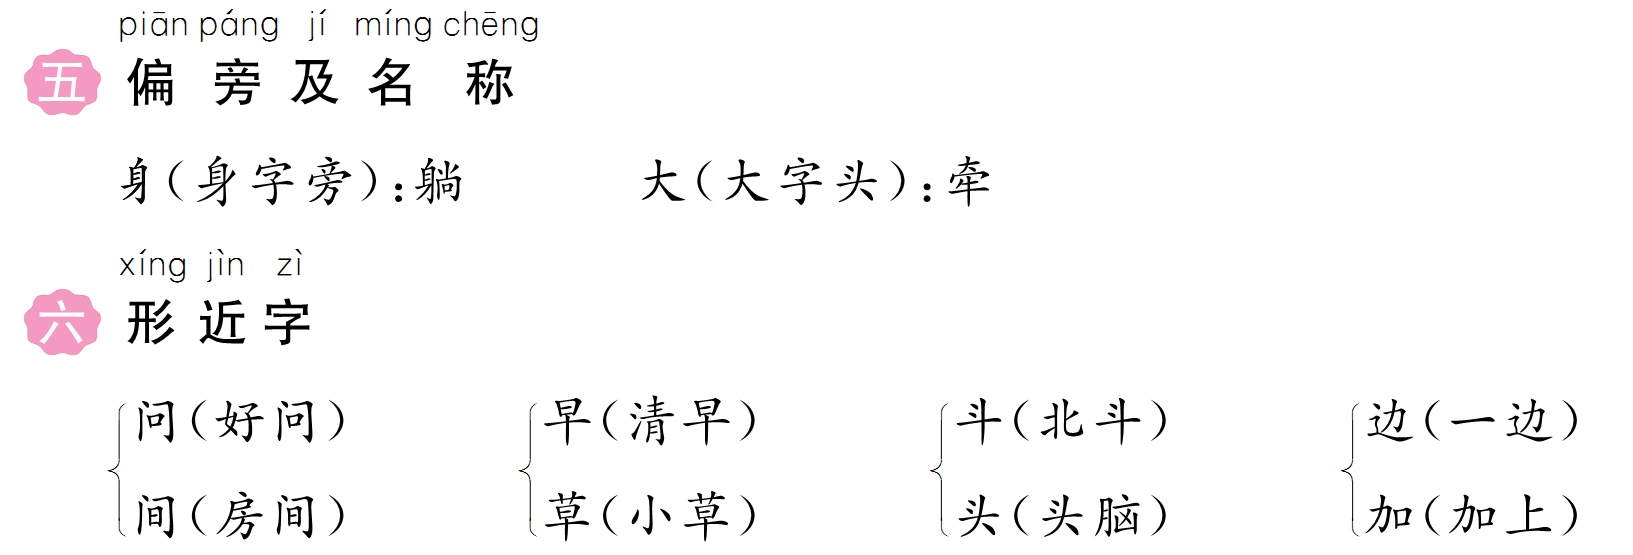 piān páng jí míng chēng
五 偏旁及名称
身(身字旁):躺 大(大字头):牵
xíng jìn zì
六 形近字
问(好问) 早(清早) 斗(北斗) 边(一边)
间(房间) 草(小草) 头(头脑) 加(加上)